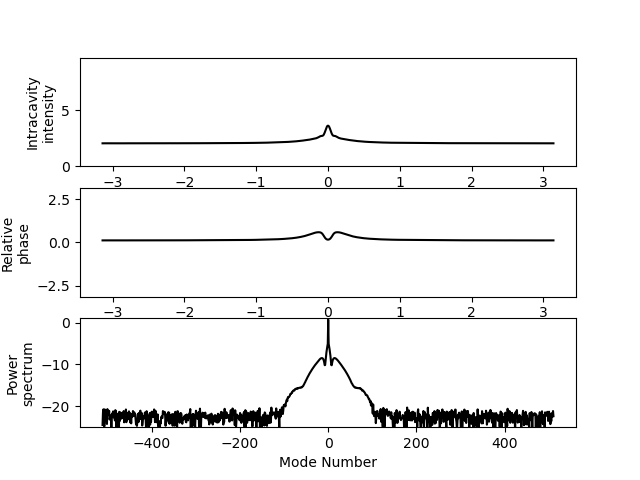 Intracavity
intensity
5
0
−3 −2 −1 0 1 2 3
Relative
phase
2.5
0.0
−2.5
−3 −2 −1 0 1 2 3
Power
spectrum
0
−10
−20
−400 −200 0 200 400
Mode Number